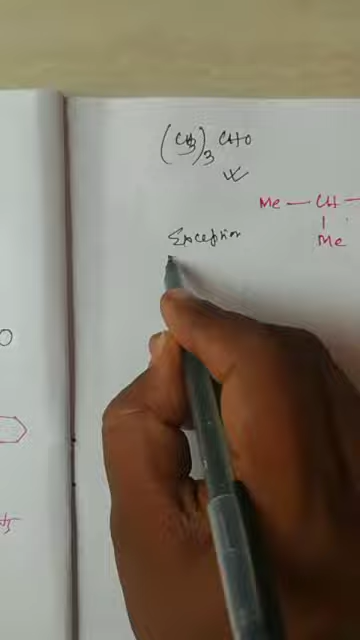 (CH3)3 CHO
Me — CH —
|
Me
Exception
O